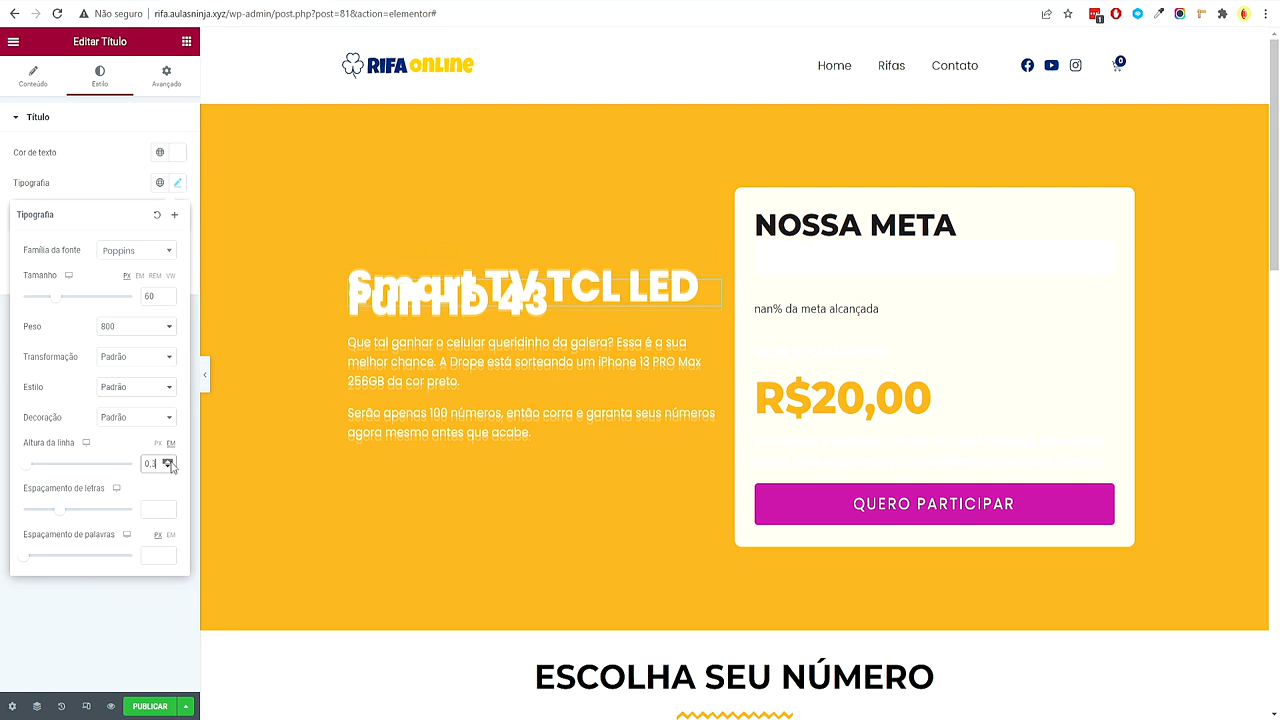 Não seguro
rifa.aulasninja.xyz/wp-admin/post.php?post=81&action=elementor#
1
Editar Título
Conteúdo
Estilo
Avançado
Título
Cor de texto
Tipografia
Tipografia
Família da fonte
Poppins
Tamanho
PX EM REM VW
60
Peso
800
Transformação
Padrão
Estilo
Padrão
Decoração
Padrão
Altura da linha
PX EM
0,3
Espaçamento de letras
Espaçamento de palavras
PX EM
PUBLICAR
RIFA ONLINE
Home
Rifas
Contato
0
Smart TV TCL LED
Full HD 43
Que tal ganhar o celular queridinho da galera? Essa é a sua
melhor chance. A Drope está sorteando um iPhone 13 PRO Max
256GB da cor preto.
Serão apenas 100 números, então corra e garanta seus números
agora mesmo antes que acabe.
NOSSA META
nan% da meta alcançada
R$20,00
QUERO PARTICIPAR
ESCOLHA SEU NÚMERO